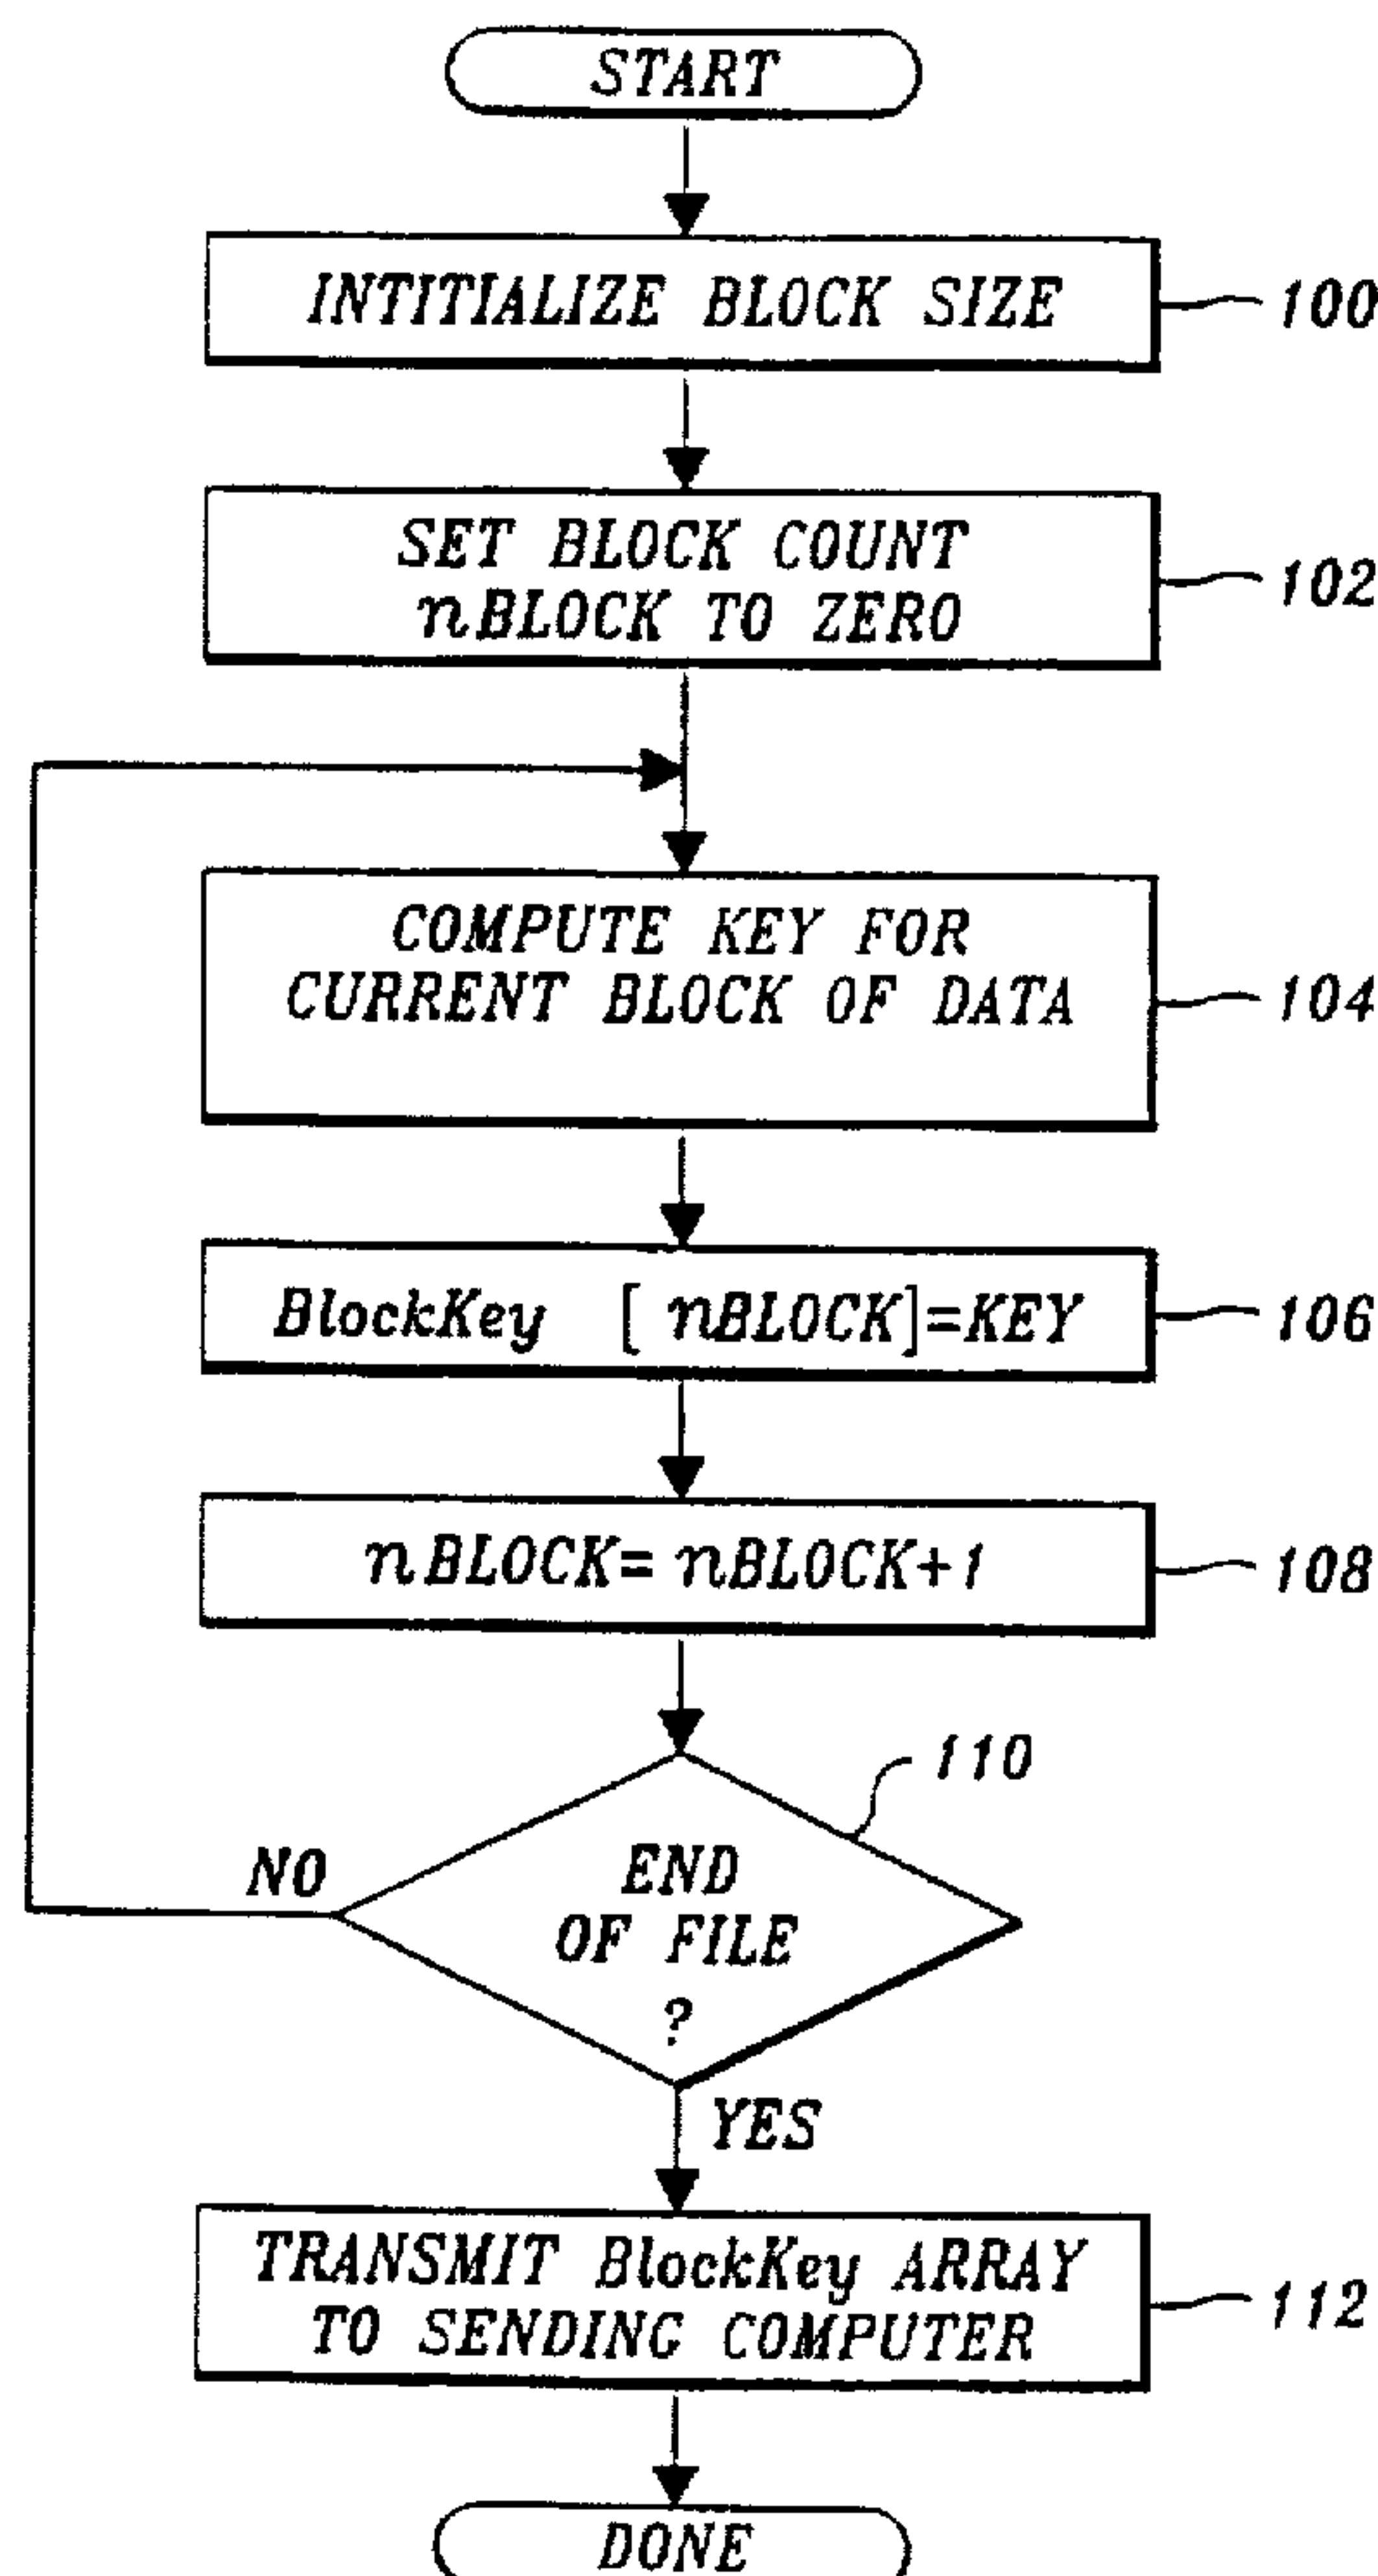 START
INTITIALIZE BLOCK SIZE
100
SET BLOCK COUNT
nBLOCK TO ZERO
102
COMPUTE KEY FOR
CURRENT BLOCK OF DATA
104
BlockKey [ nBLOCK]=KEY
106
nBLOCK= nBLOCK+1
108
110
END
OF FILE
?
NO
YES
TRANSMIT BlockKey ARRAY
TO SENDING COMPUTER
112
DONE